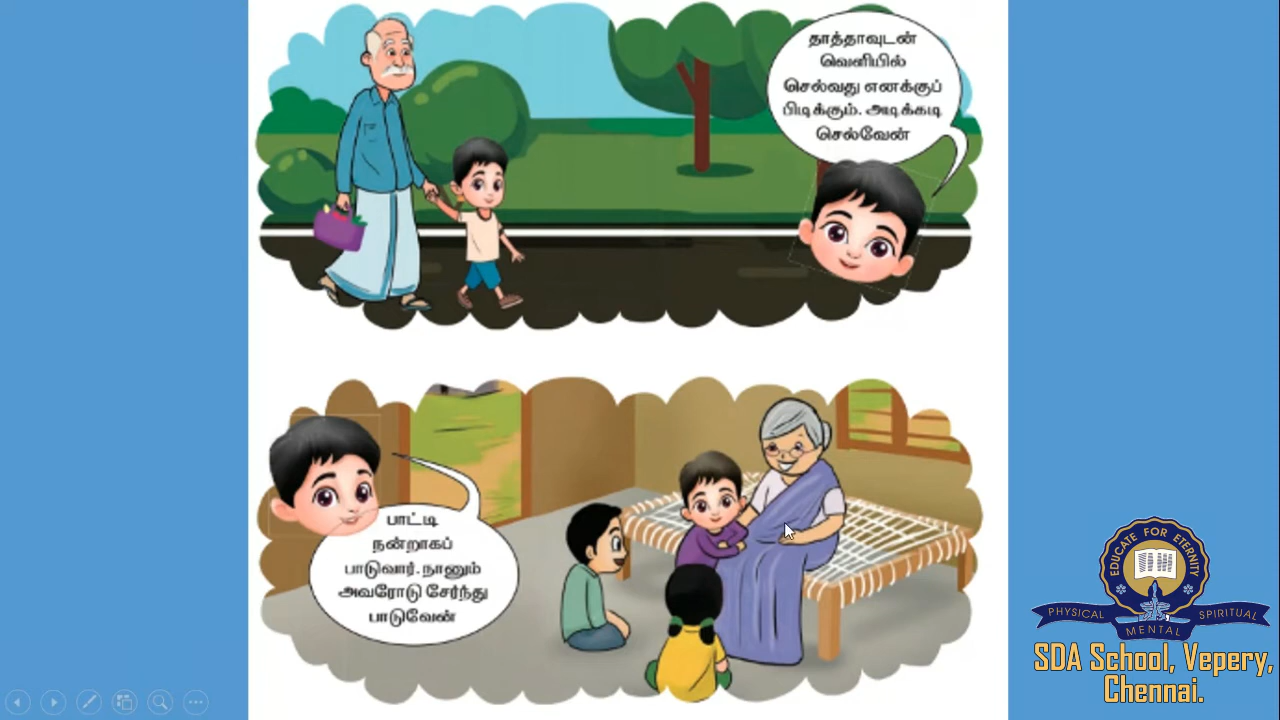 தாத்தாவுடன்
வெளியில்
செல்வது எனக்குப்
பிடிக்கும். அடிக்கடி
செல்வேன்
பாட்டி
நன்றாகப்
பாடுவார். நானும்
அவரோடு சேர்ந்து
பாடுவேன்
EDUCATE FOR ETERNITY
PHYSICAL MENTAL SPIRITUAL
SDA School, Vepery,
Chennai.